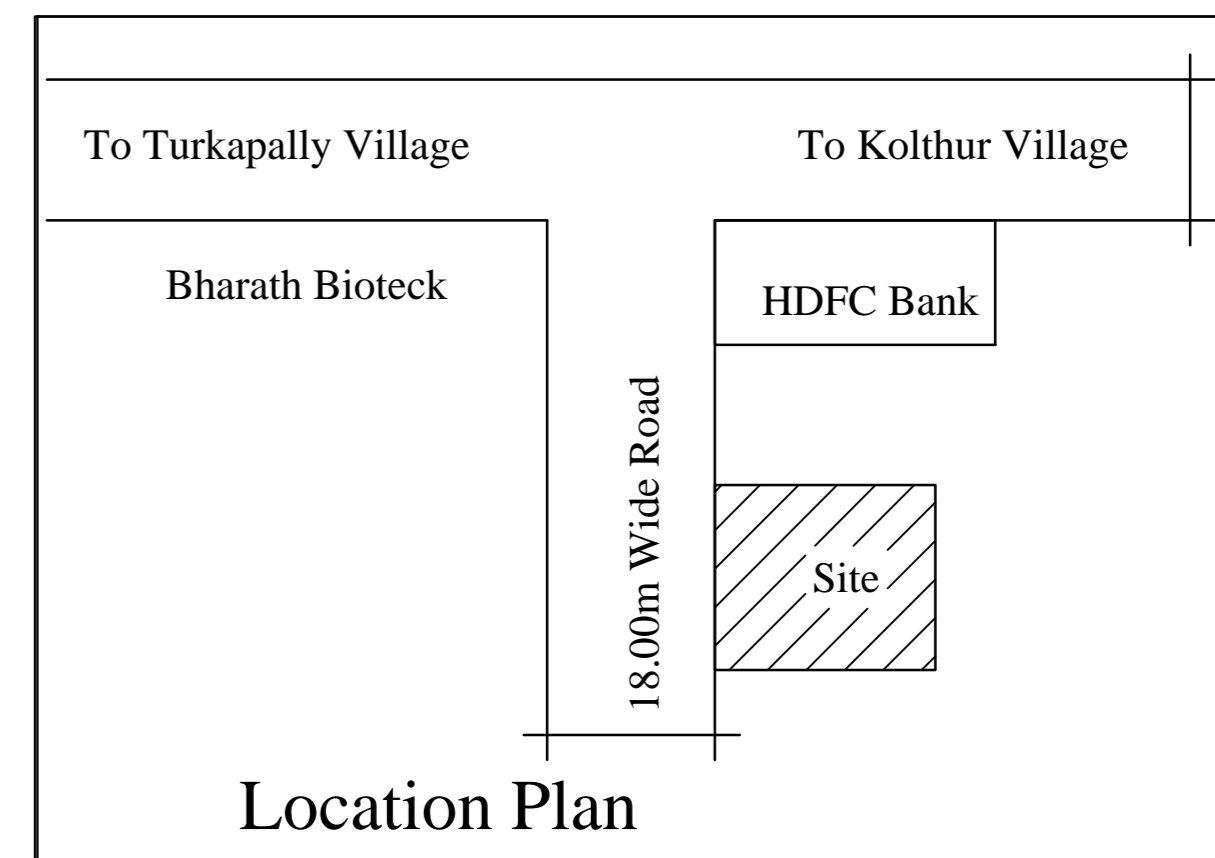 To Turkapally Village
To Kolthur Village
Bharath Bioteck
HDFC Bank
18.00m Wide Road
Site
Location Plan